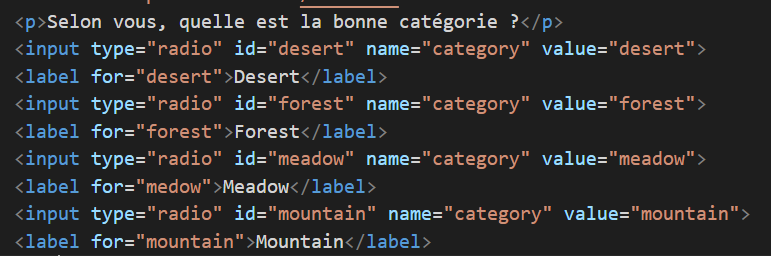 <p>Selon vous, quelle est la bonne catégorie ?</p>
<input type="radio" id="desert" name="category" value="desert">
<label for="desert">Desert</label>
<input type="radio" id="forest" name="category" value="forest">
<label for="forest">Forest</label>
<input type="radio" id="meadow" name="category" value="meadow">
<label for="medow">Meadow</label>
<input type="radio" id="mountain" name="category" value="mountain">
<label for="mountain">Mountain</label>